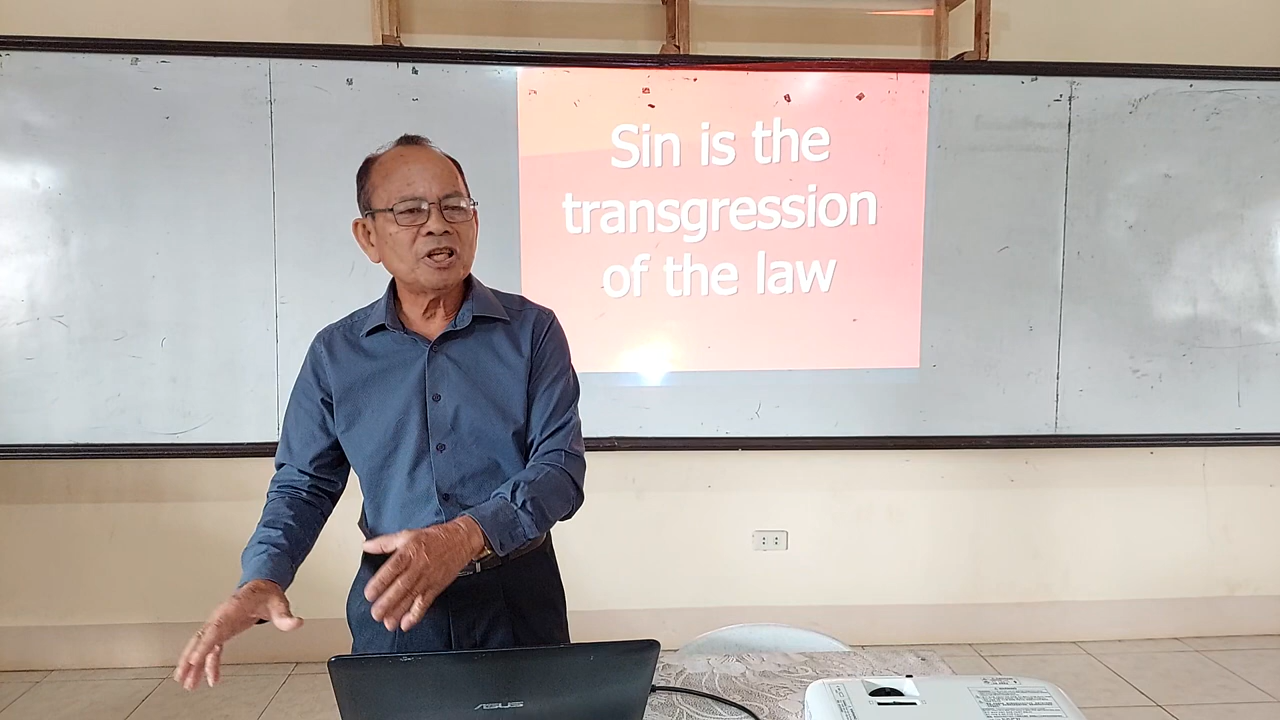 Sin is the
transgression
of the law
ASUS